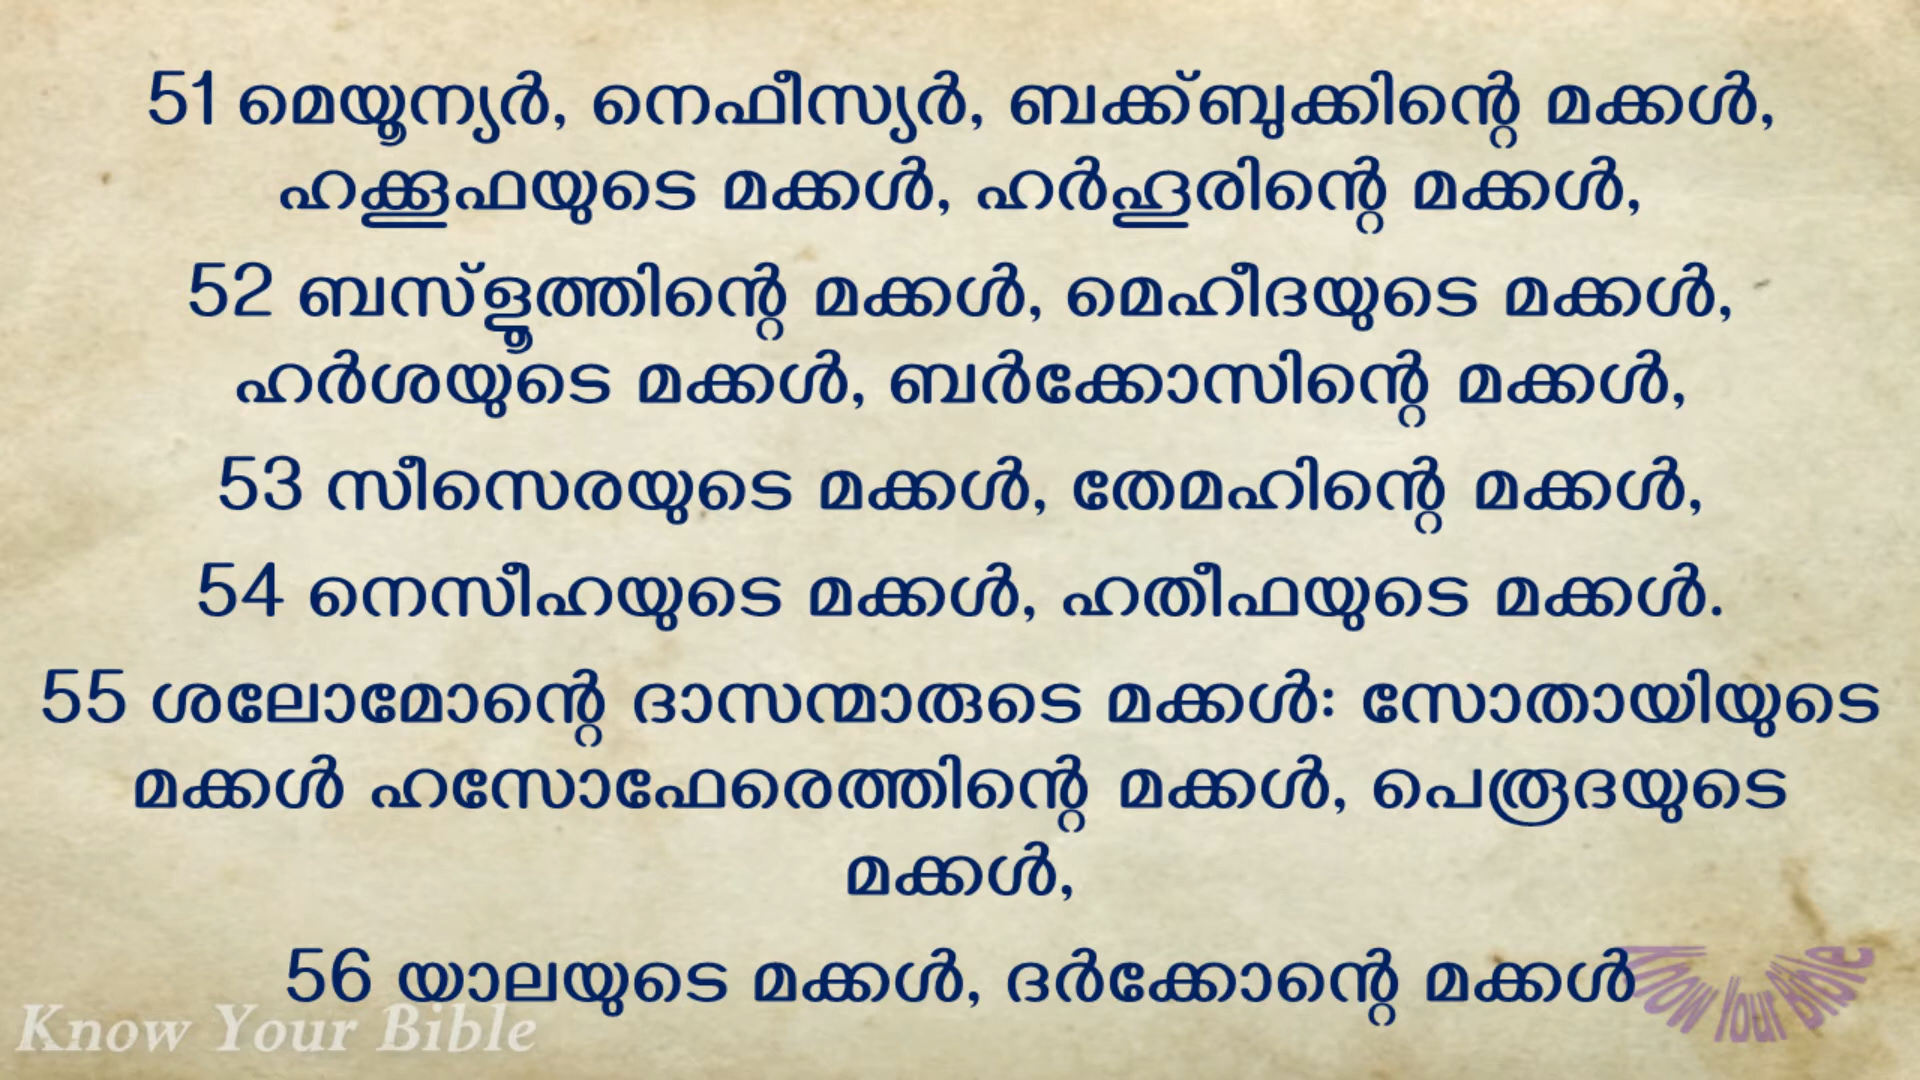 51 മെയൂന്യർ, നെഫീസ്യർ, ബക്ക്ബുക്കിന്റെ മക്കൾ,
ഹക്കൂഫയുടെ മക്കൾ, ഹർഹൂരിന്റെ മക്കൾ,
52 ബസ്ളൂത്തിന്റെ മക്കൾ, മെഹീദയുടെ മക്കൾ,
ഹർശയുടെ മക്കൾ, ബർക്കോസിന്റെ മക്കൾ,
53 സീസെരയുടെ മക്കൾ, തേമഹിന്റെ മക്കൾ,
54 നെസീഹയുടെ മക്കൾ, ഹതീഫയുടെ മക്കൾ.
55 ശലോമോന്റെ ദാസന്മാരുടെ മക്കൾ: സോതായിയുടെ
മക്കൾ ഹസോഫേരെത്തിന്റെ മക്കൾ, പെരൂദയുടെ
മക്കൾ,
56 യാലയുടെ മക്കൾ, ദർക്കോന്റെ മക്കൾ
Know Your Bible
Know Your Bible